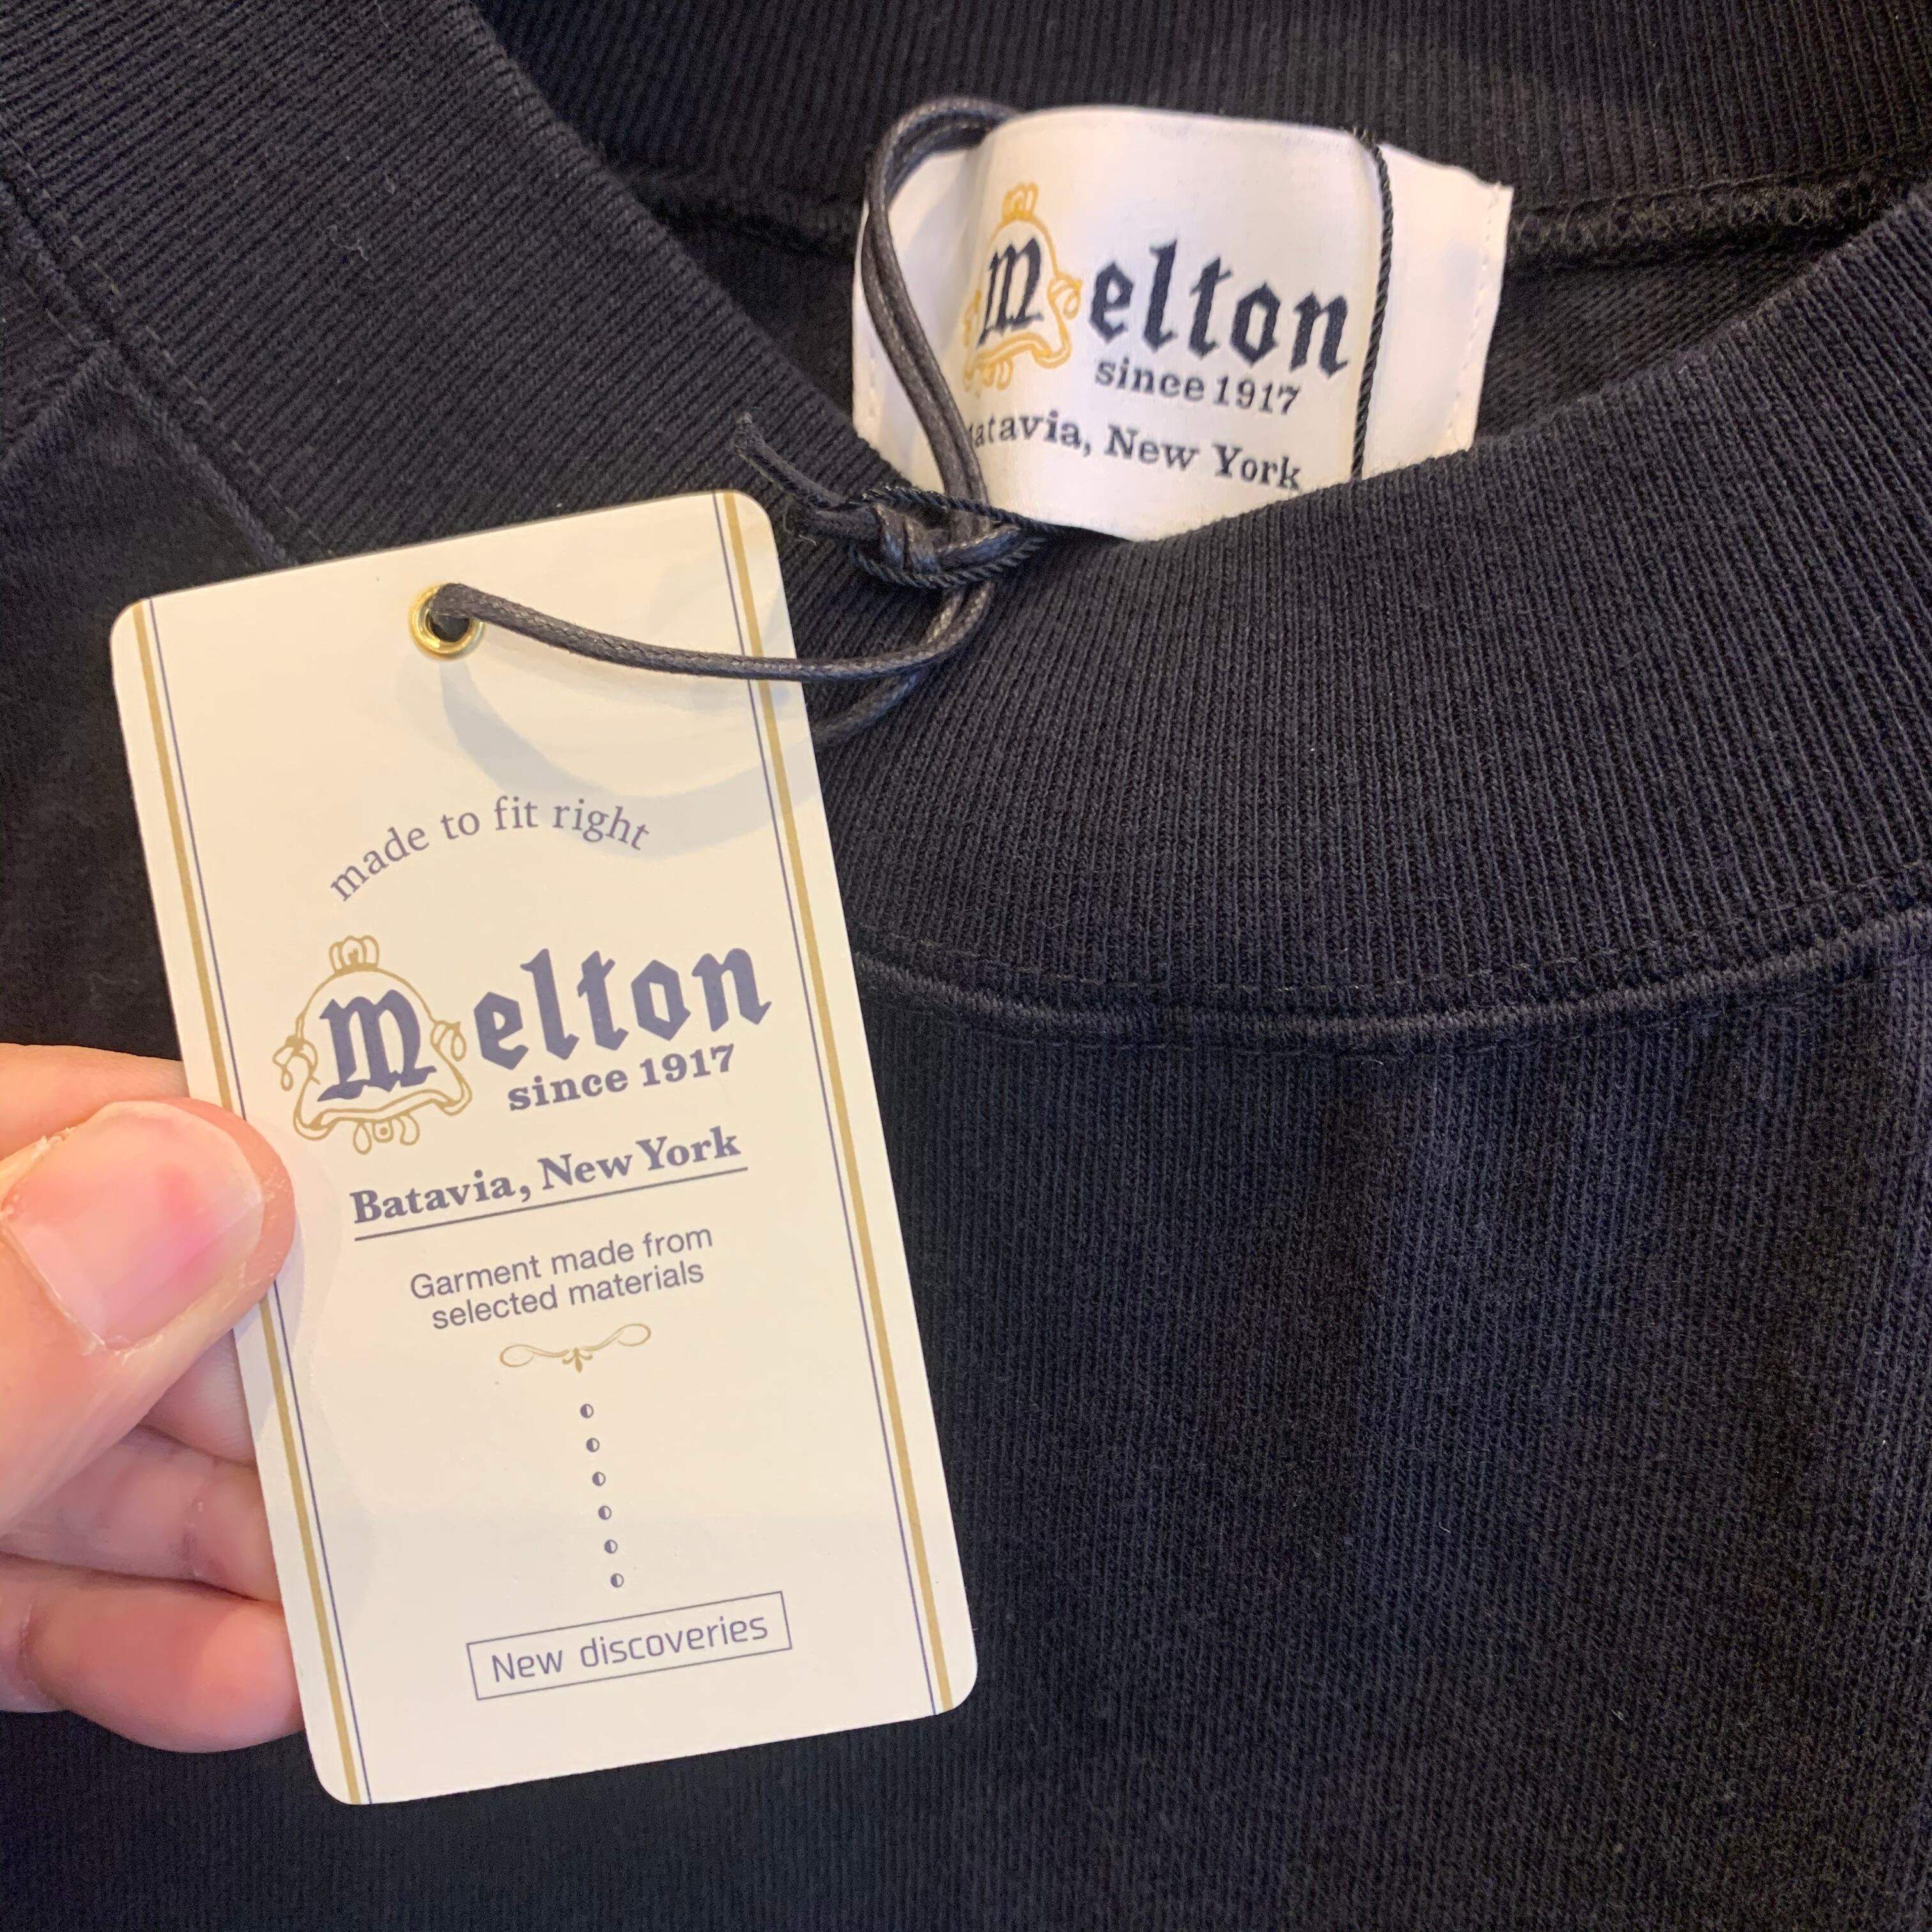 Melton
since 1917
Batavia, New York
made to fit right
Melton
since 1917
Batavia, New York
Garment made from
selected materials
New discoveries